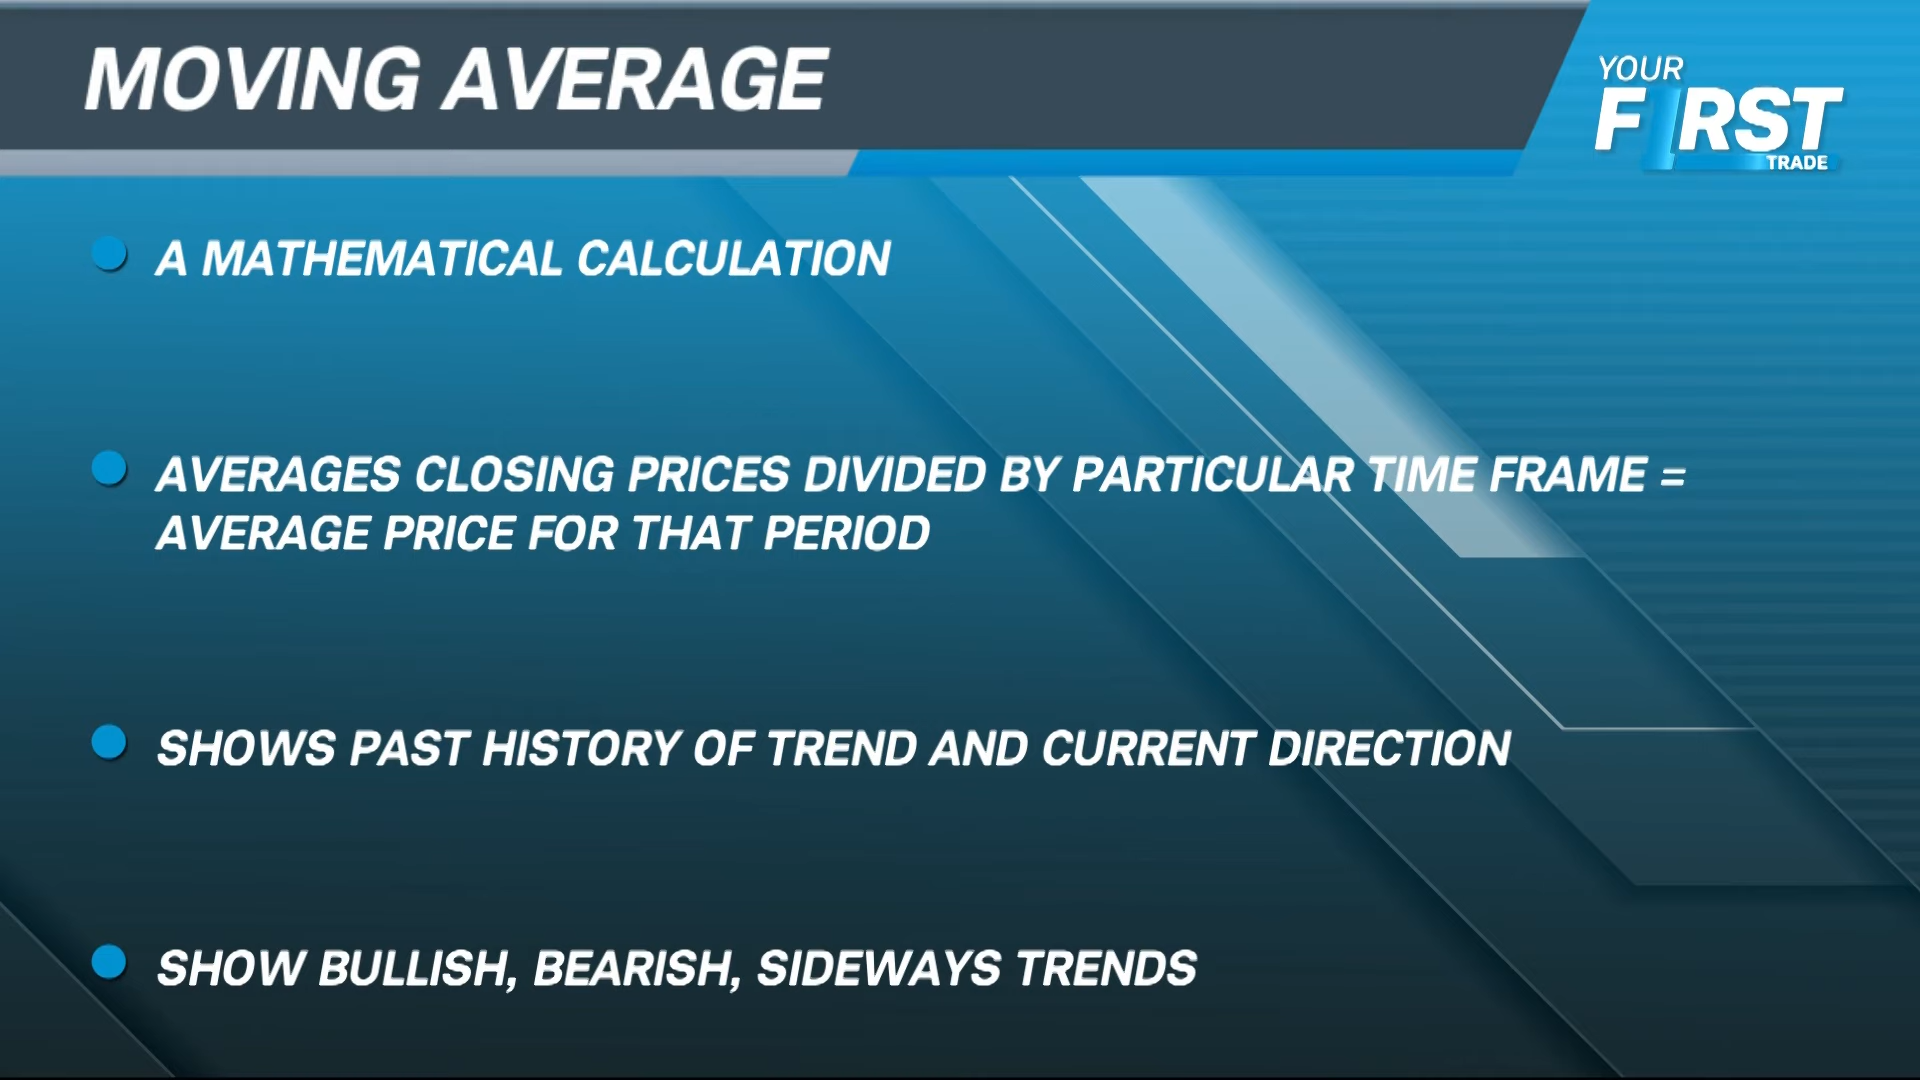 MOVING AVERAGE
YOUR
F1RST
TRADE
A MATHEMATICAL CALCULATION
AVERAGES CLOSING PRICES DIVIDED BY PARTICULAR TIME FRAME =
AVERAGE PRICE FOR THAT PERIOD
SHOWS PAST HISTORY OF TREND AND CURRENT DIRECTION
SHOW BULLISH, BEARISH, SIDEWAYS TRENDS